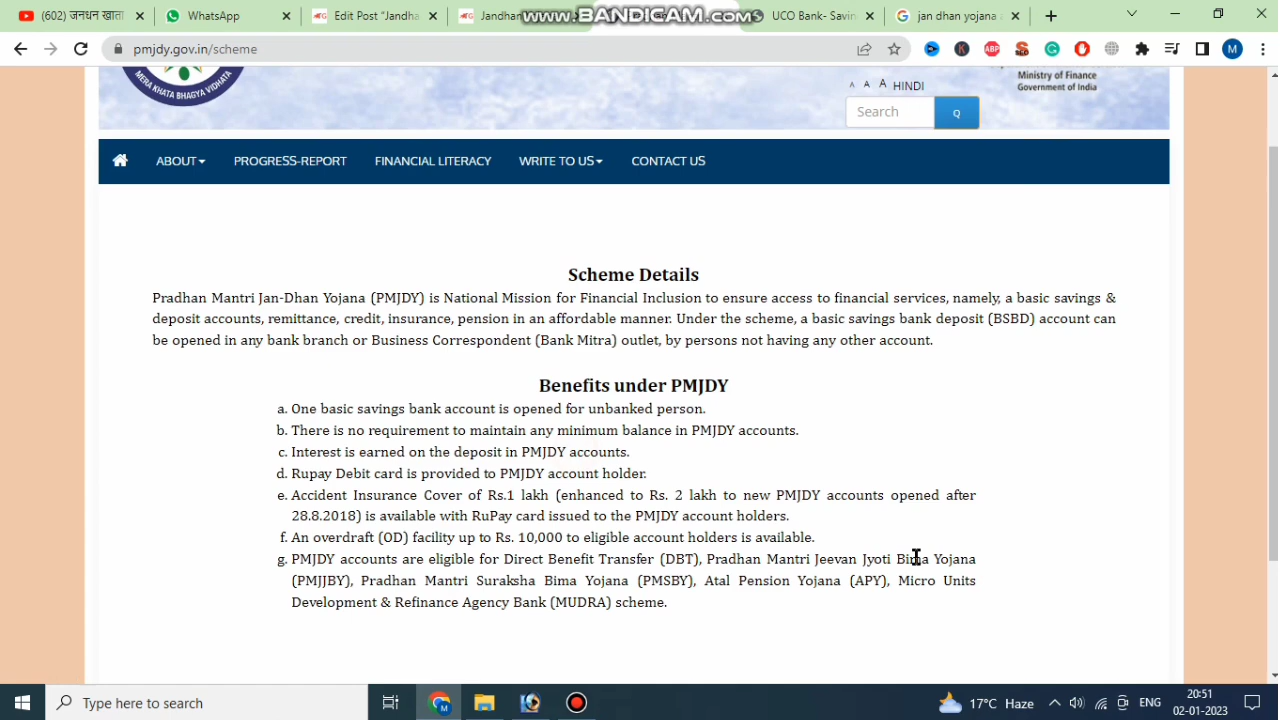 (602) जनधन खाता
WhatsApp
Edit Post "Jandha
Jandhan
www.BANDICAM.com
UCO Bank- Savin
jan dhan yojana a
pmjdy.gov.in/scheme
MERA KHATA BHAGYA VIDHATA
Ministry of Finance
Government of India
A A A HINDI
Search
Q
ABOUT
PROGRESS-REPORT
FINANCIAL LITERACY
WRITE TO US
CONTACT US
Scheme Details
Pradhan Mantri Jan-Dhan Yojana (PMJDY) is National Mission for Financial Inclusion to ensure access to financial services, namely, a basic savings &
deposit accounts, remittance, credit, insurance, pension in an affordable manner. Under the scheme, a basic savings bank deposit (BSBD) account can
be opened in any bank branch or Business Correspondent (Bank Mitra) outlet, by persons not having any other account.
Benefits under PMJDY
a. One basic savings bank account is opened for unbanked person.
b. There is no requirement to maintain any minimum balance in PMJDY accounts.
c. Interest is earned on the deposit in PMJDY accounts.
d. Rupay Debit card is provided to PMJDY account holder.
e. Accident Insurance Cover of Rs.1 lakh (enhanced to Rs. 2 lakh to new PMJDY accounts opened after
28.8.2018) is available with RuPay card issued to the PMJDY account holders.
f. An overdraft (OD) facility up to Rs. 10,000 to eligible account holders is available.
g. PMJDY accounts are eligible for Direct Benefit Transfer (DBT), Pradhan Mantri Jeevan Jyoti Bima Yojana
(PMJJBY), Pradhan Mantri Suraksha Bima Yojana (PMSBY), Atal Pension Yojana (APY), Micro Units
Development & Refinance Agency Bank (MUDRA) scheme.
Type here to search
17°C Haze
ENG
20:51
02-01-2023